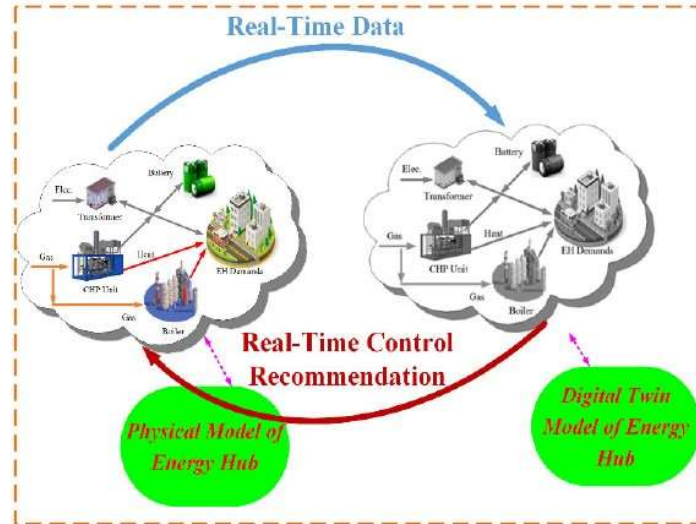 Real-Time Data
Battery
Elec.
Transformer
Gas
Heat
CHP Unit
EH Demands
Gas
Boiler
Battery
Elec.
Transformer
Gas
Heat
CHP Unit
EH Demands
Gas
Boiler
Real-Time Control
Recommendation
Physical Model of
Energy Hub
Digital Twin
Model of Energy
Hub